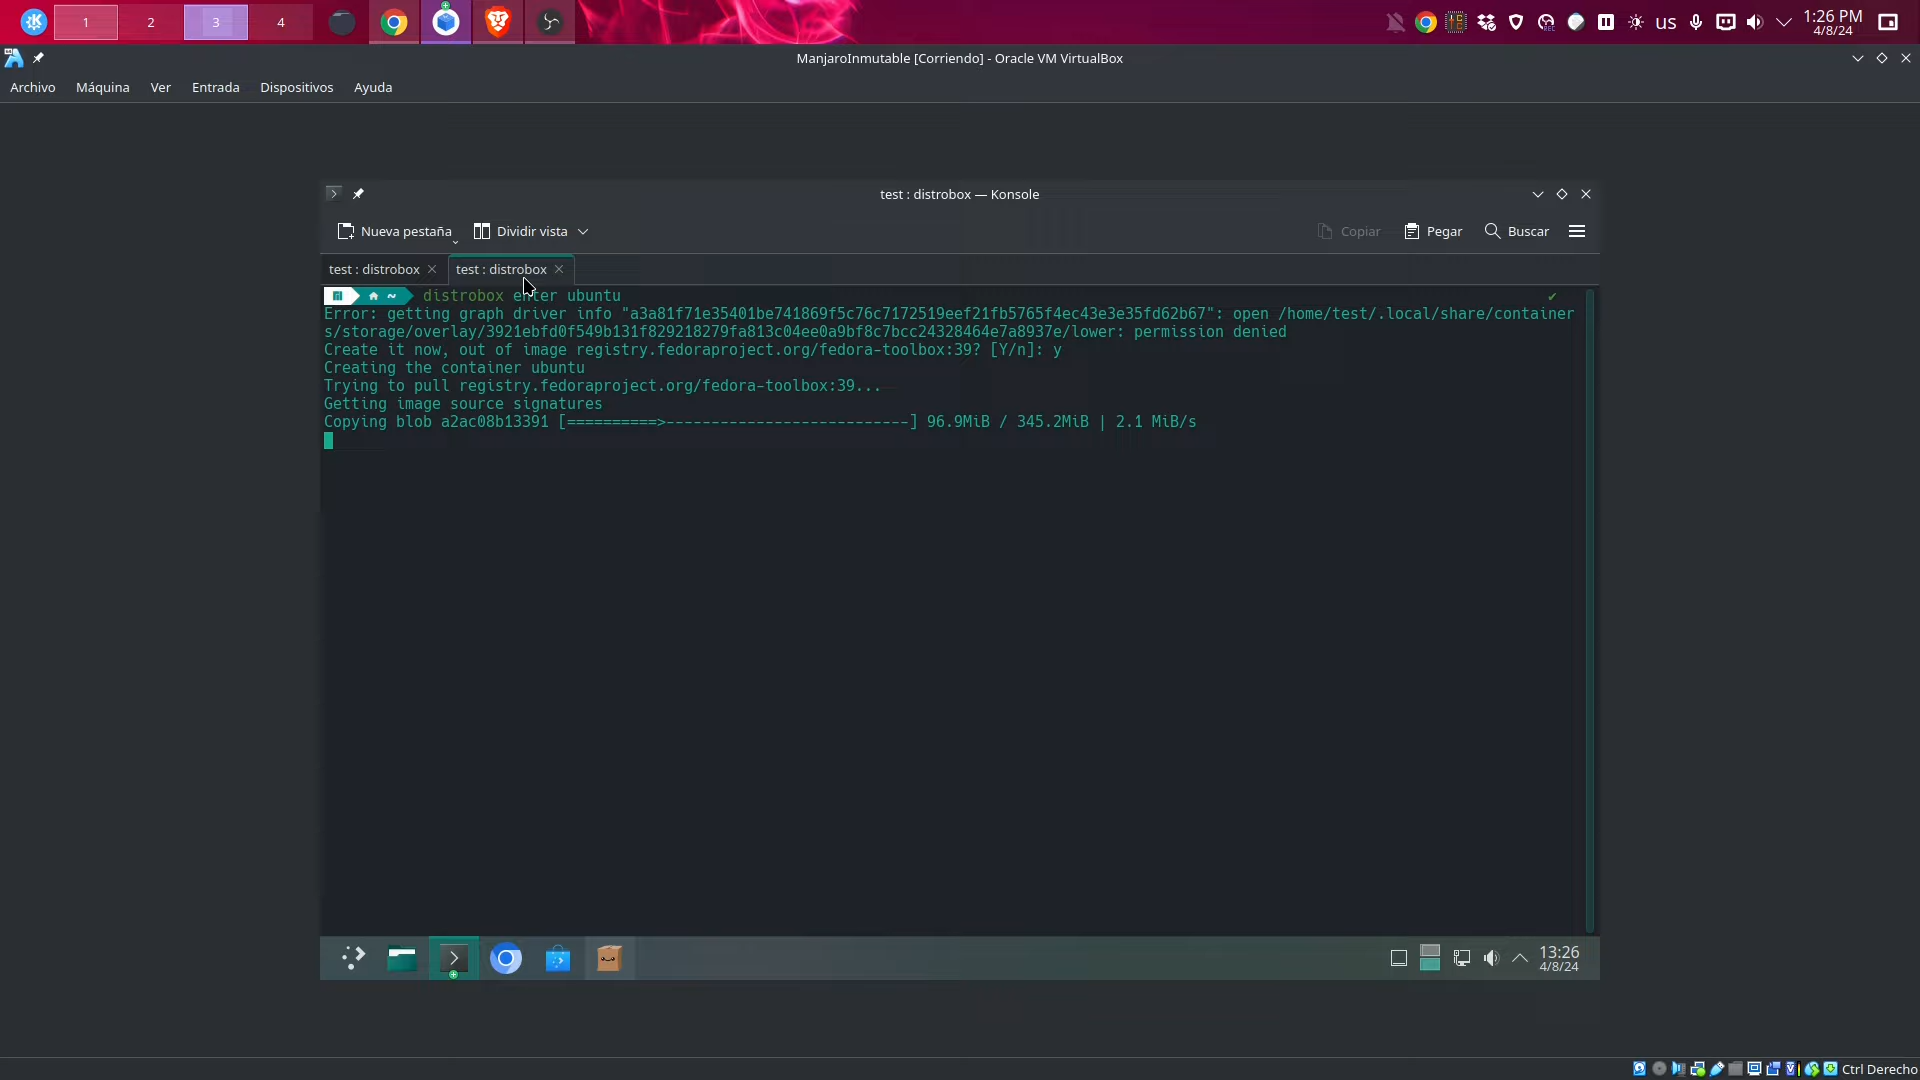 1 2 3 4 us 1:26 PM
4/8/24
ManjaroInmutable [Corriendo] - Oracle VM VirtualBox
Archivo Máquina Ver Entrada Dispositivos Ayuda
test : distrobox — Konsole
Nueva pestaña Dividir vista Copiar Pegar Buscar
test : distrobox test : distrobox
~ distrobox enter ubuntu
Error: getting graph driver info "a3a81f71e35401be741869f5c76c7172519eef21fb5765f4ec43e3e35fd62b67": open /home/test/.local/share/container
s/storage/overlay/3921ebfd0f549b131f829218279fa813c04ee0a9bf8c7bcc24328464e7a8937e/lower: permission denied
Create it now, out of image registry.fedoraproject.org/fedora-toolbox:39? [Y/n]: y
Creating the container ubuntu
Trying to pull registry.fedoraproject.org/fedora-toolbox:39...
Getting image source signatures
Copying blob a2ac08b13391 [==========>---------------------------] 96.9MiB / 345.2MiB | 2.1 MiB/s
13:26
4/8/24
Ctrl Derecho